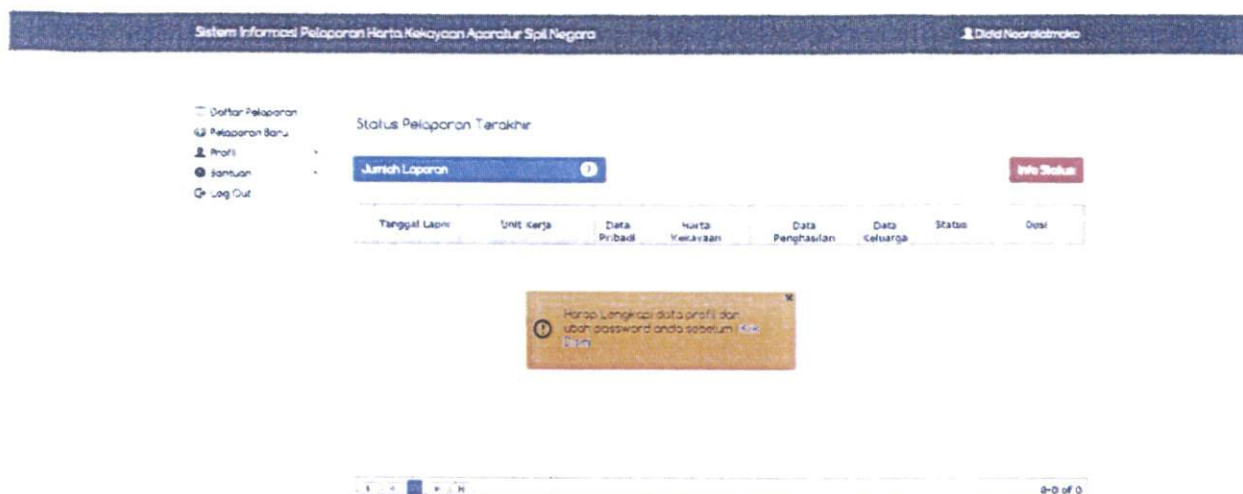 Sistem Informasi Pelaporan Harta Kekayaan Aparatur Sipil Negara
Didid Noordiatmoko
Daftar Pelaporan
Pelaporan Baru
Profil
Bantuan
Log Out
Status Pelaporan Terakhir
Jumlah Laporan
Info Status
Tanggal Lapor Unit Kerja Data Pribadi Harta Kekayaan Data Penghasilan Data Keluarga Status Opsi
Harap Lengkapi data profil dan
ubah password anda sebelum Klik
Disini
0-0 of 0